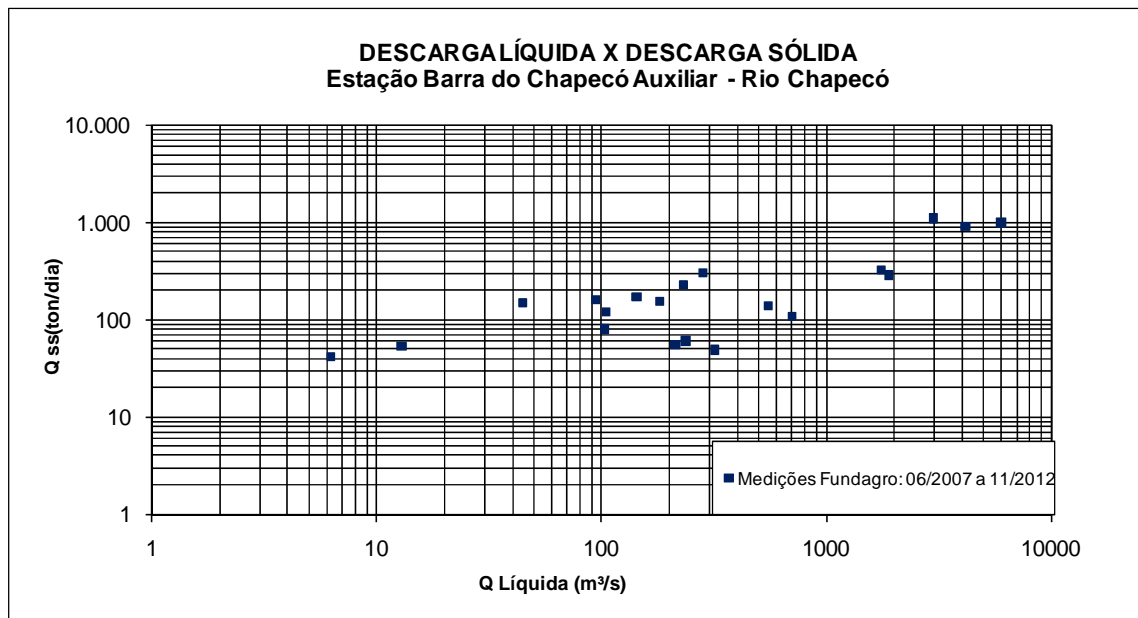 DESCARGA LÍQUIDA X DESCARGA SÓLIDA
Estação Barra do Chapecó Auxiliar - Rio Chapecó
10.000
1.000
100
10
1
Q ss(ton/dia)
Medições Fundagro: 06/2007 a 11/2012
1 10 100 1000 10000
Q Líquida (m³/s)